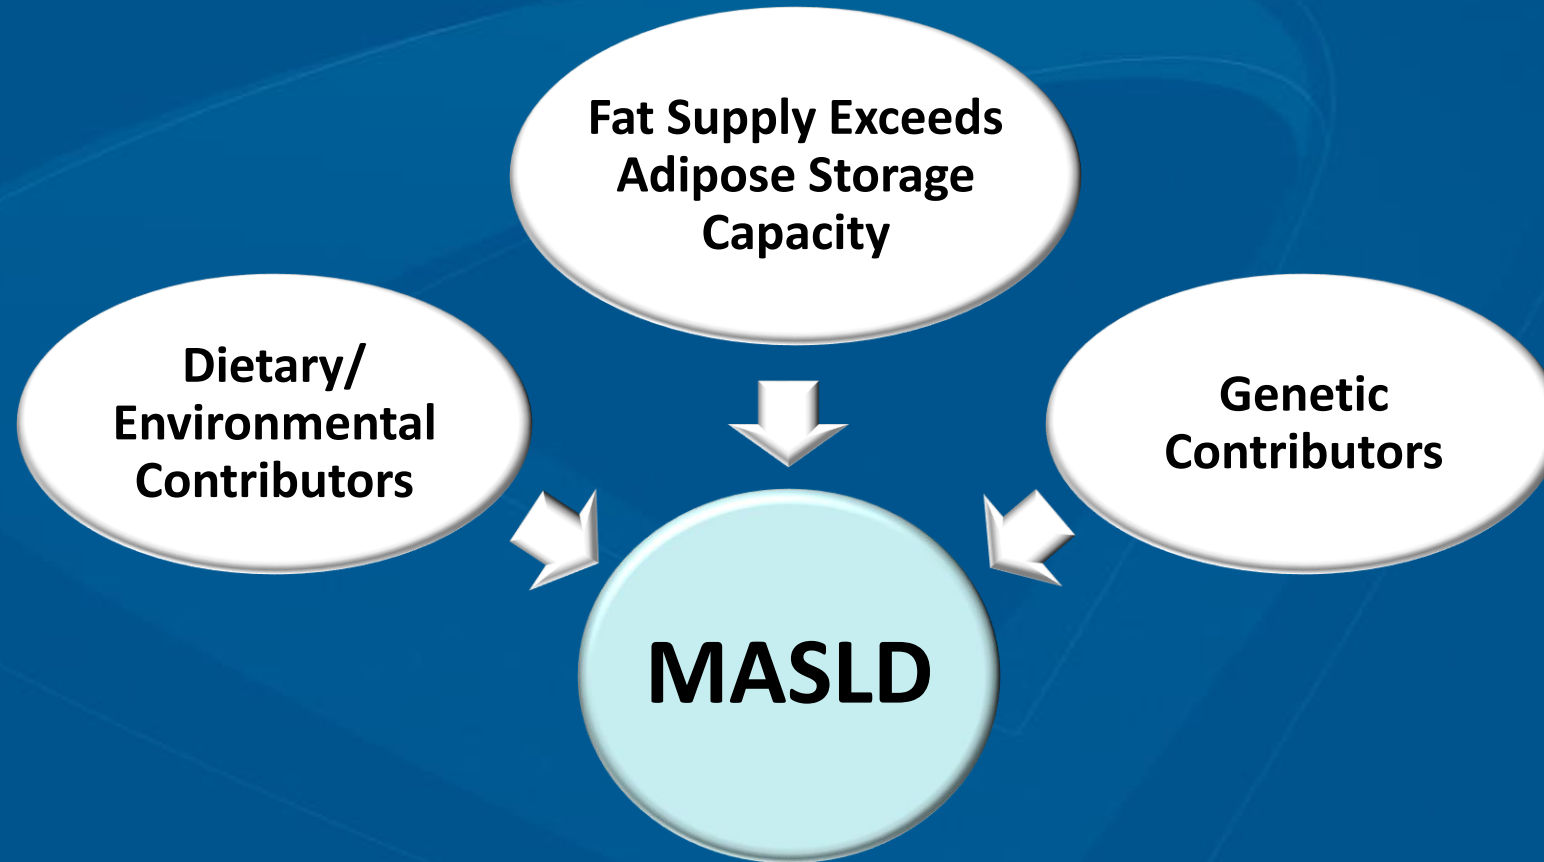 Fat Supply Exceeds
Adipose Storage
Capacity
Dietary/
Environmental
Contributors
Genetic
Contributors
MASLD